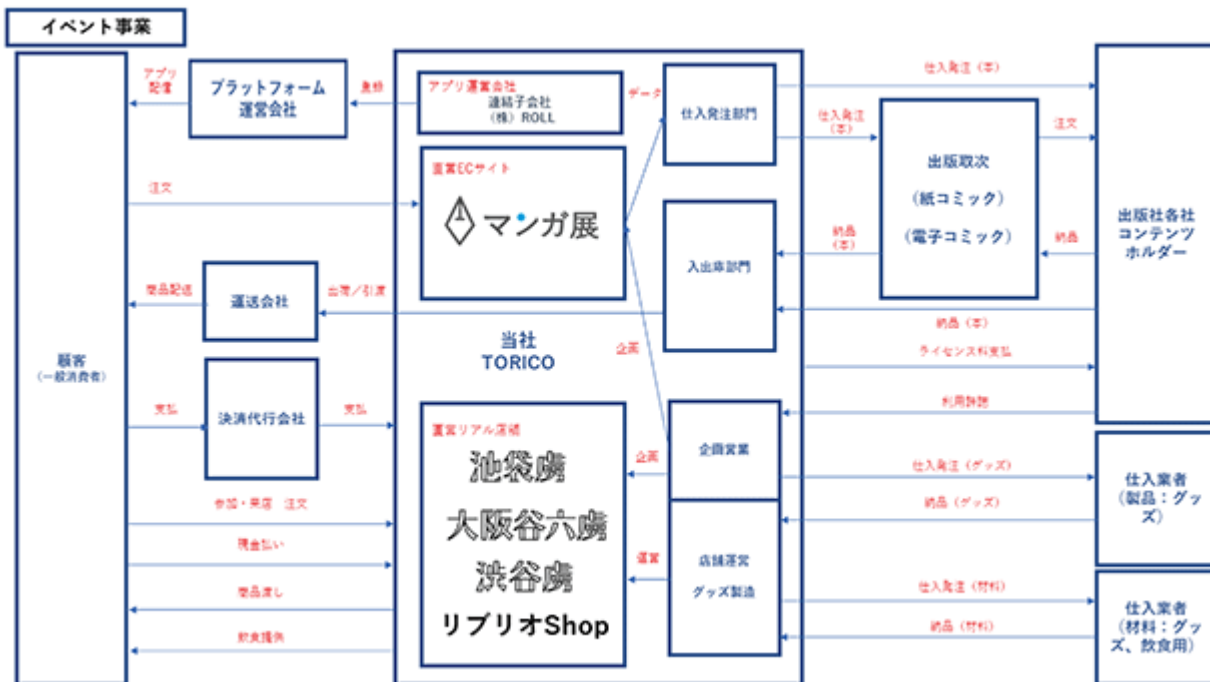 イベント事業
アプリ
配信
プラットフォーム
運営会社
登録
アプリ運営会社
連結子会社
(株)ROLL
データ
仕入発注部門
仕入発注(本)
仕入発注
(本)
注文
出版取次
(紙コミック)
(電子コミック)
納品
納品
(本)
出版社各社
コンテンツ
ホルダー
注文
直営ECサイト
マンガ展
入出庫部門
商品配送
運送会社
出荷/引渡
納品(本)
ライセンス料支払
当社
TORICO
企画
顧客
(一般消費者)
支払
決済代行会社
支払
利用許諾
直営リアル店舗
池袋虜
大阪谷六虜
渋谷虜
リブリオShop
企画
企画営業
仕入発注(グッズ)
納品(グッズ)
仕入業者
(製品:グッ
ズ)
参加・来店 注文
現金払い
商品渡し
飲食提供
運営
店舗運営
グッズ製造
仕入発注(材料)
納品(材料)
仕入業者
(材料:グッ
ズ、飲食用)